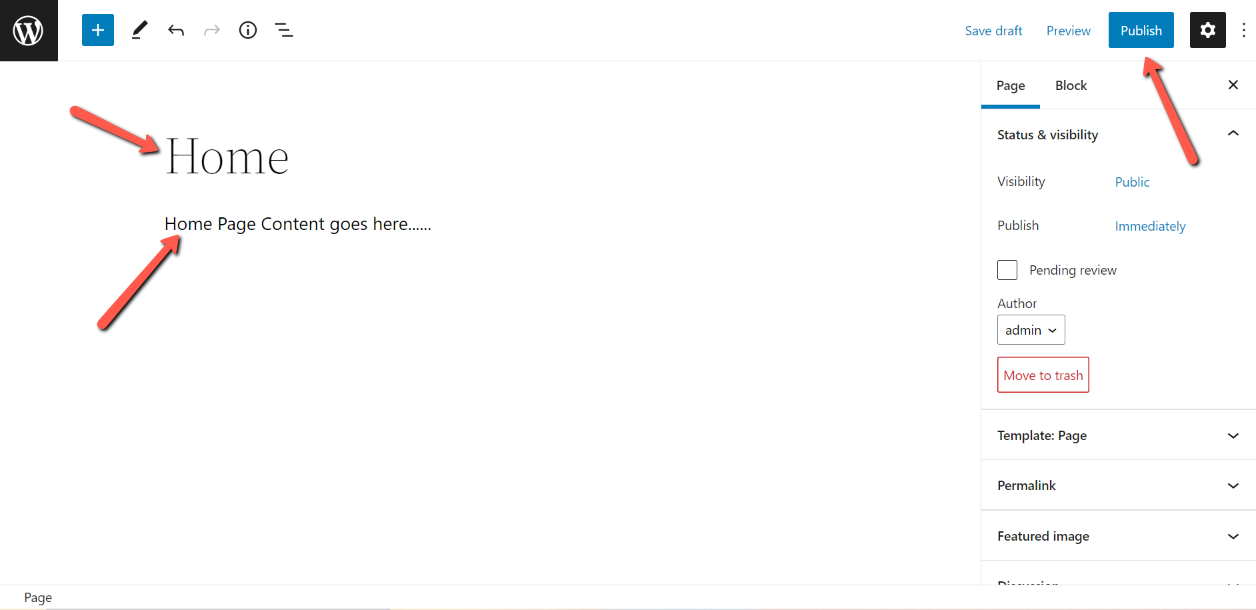 Save draft Preview Publish
Page Block
Home
Status & visibility
Visibility Public
Home Page Content goes here......
Publish Immediately
Pending review
Author
admin
Move to trash
Template: Page
Permalink
Featured image
Discussion
Page